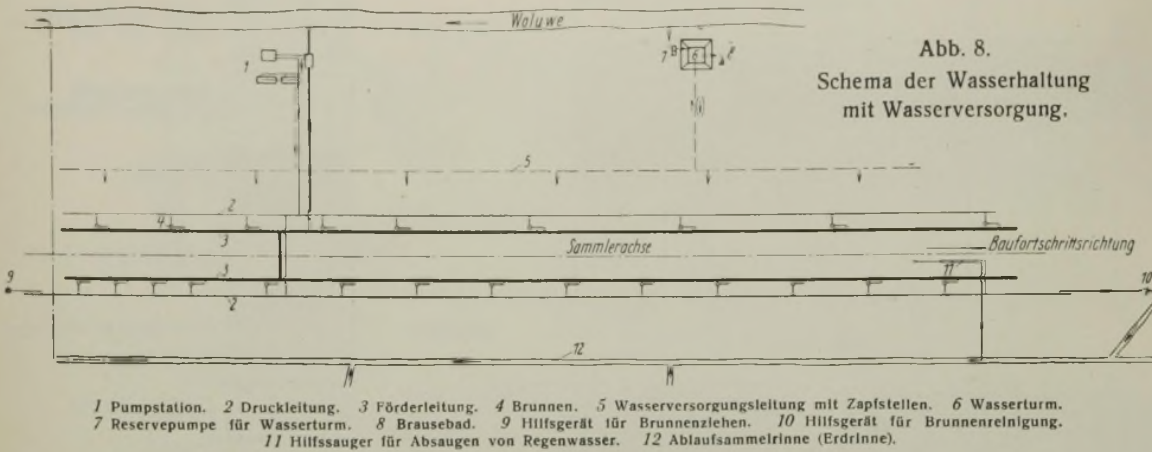 Woluwe
Abb. 8.
Schema der Wasserhaltung
mit Wasserversorgung.
1
7 B 6 8
5
2
4
3
Sammlerachse
Baufortschrittsrichtung
11
9
3
10
2
12
1 Pumpstation. 2 Druckleitung. 3 Förderleitung. 4 Brunnen. 5 Wasserversorgungsleitung mit Zapfstellen. 6 Wasserturm.
7 Reservepumpe für Wasserturm. 8 Brausebad. 9 Hilfsgerät für Brunnenziehen. 10 Hilfsgerät für Brunnenreinigung.
11 Hilfssauger für Absaugen von Regenwasser. 12 Ablaufsammelrinne (Erdrinne).